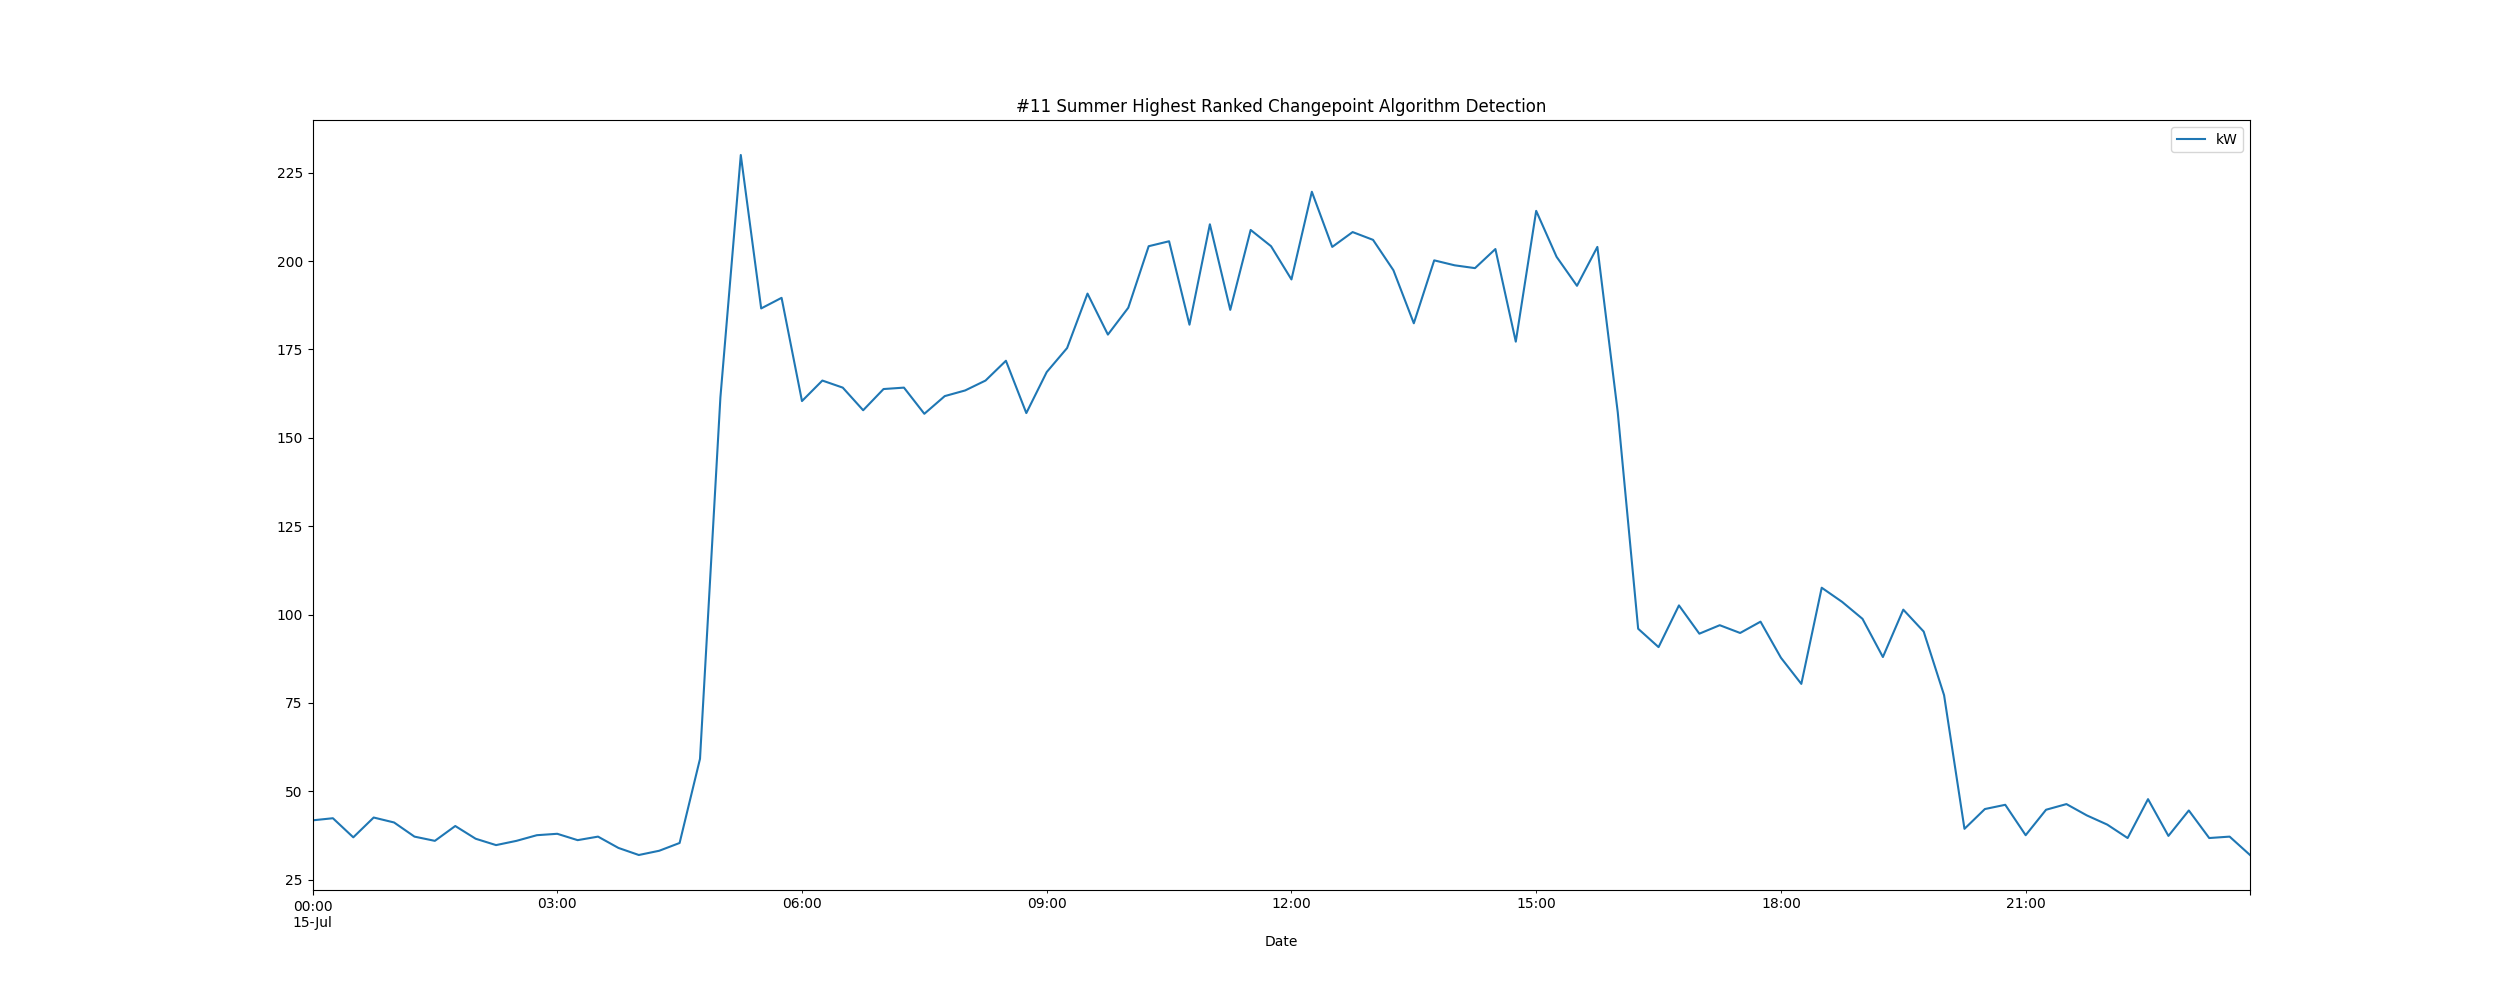 #11 Summer Highest Ranked Changepoint Algorithm Detection
kW
225
200
175
150
125
100
75
50
25
00:00 03:00 06:00 09:00 12:00 15:00 18:00 21:00
15-Jul
Date